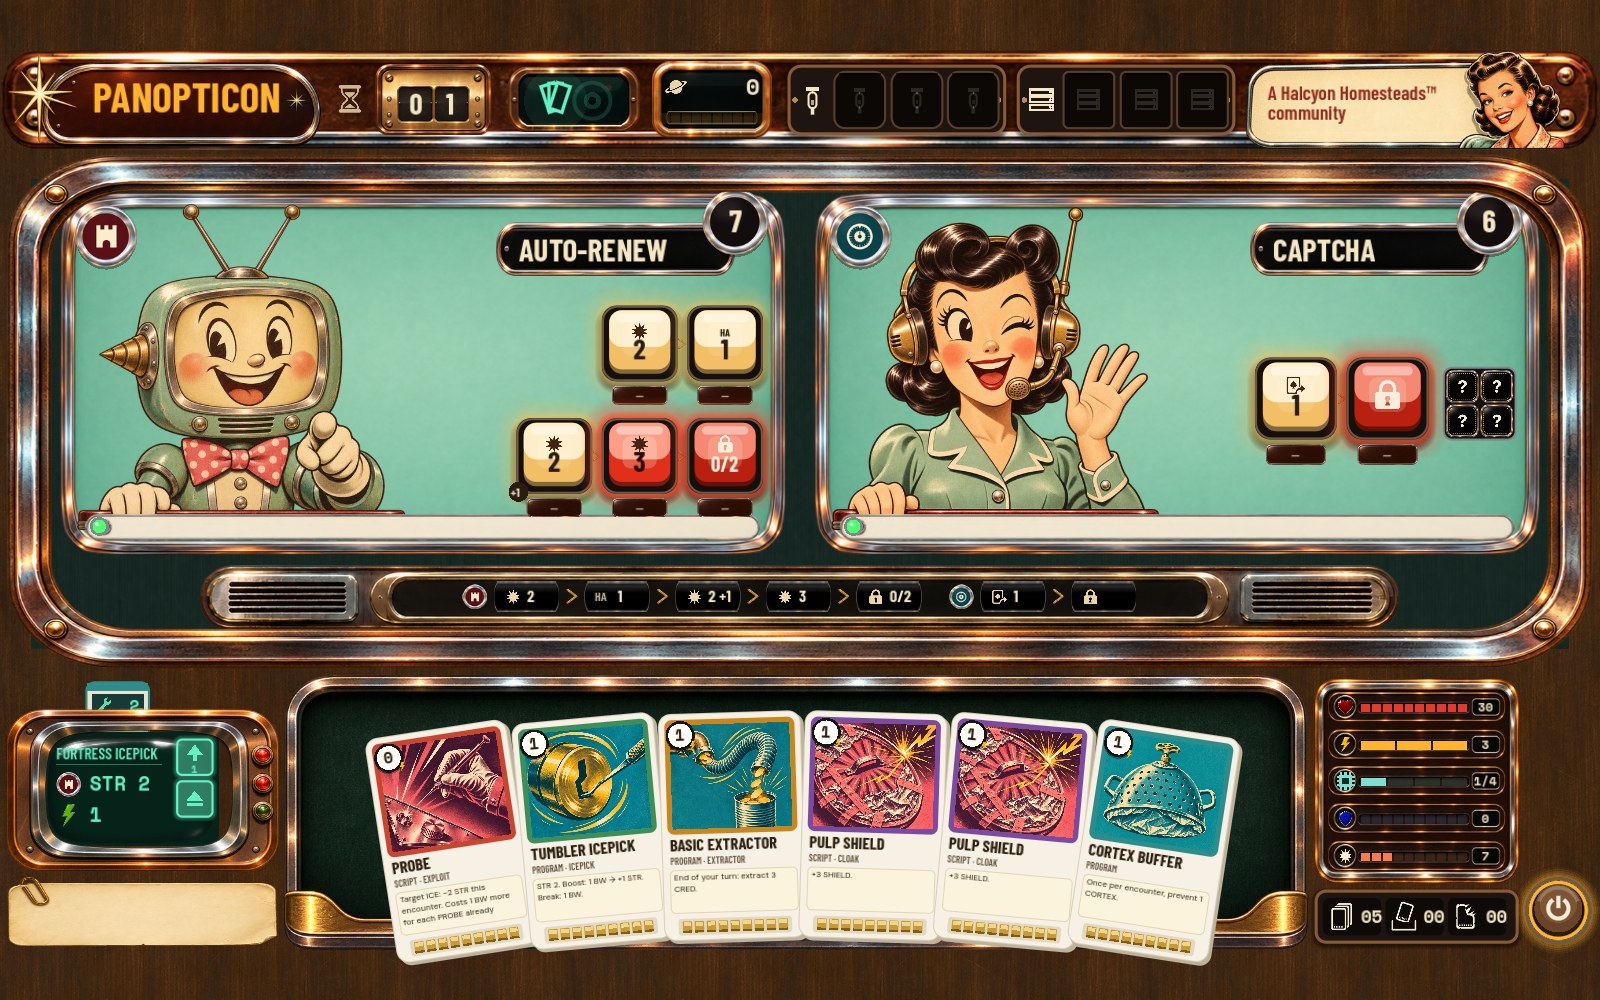 PANOPTICON
0 1
0
A Halcyon Homesteads™
community
AUTO-RENEW
7
2
HA
1
2
+1
3
0/2
CAPTCHA
6
1
? ?
? ?
2
HA 1
2 +1
3
0/2
1
2
FORTRESS ICEPICK
STR 2
1
1
0
PROBE
SCRIPT · EXPLOIT
Target ICE: −2 STR this
encounter. Costs 1 BW more
for each PROBE already
1
TUMBLER ICEPICK
PROGRAM · ICEPICK
STR 2. Boost: 1 BW → +1 STR.
Break: 1 BW.
1
BASIC EXTRACTOR
PROGRAM · EXTRACTOR
End of your turn: extract 3
CRED.
1
PULP SHIELD
SCRIPT · CLOAK
+3 SHIELD.
1
PULP SHIELD
SCRIPT · CLOAK
+3 SHIELD.
1
CORTEX BUFFER
PROGRAM
Once per encounter, prevent 1
CORTEX.
30
3
1/4
0
7
05 00 00